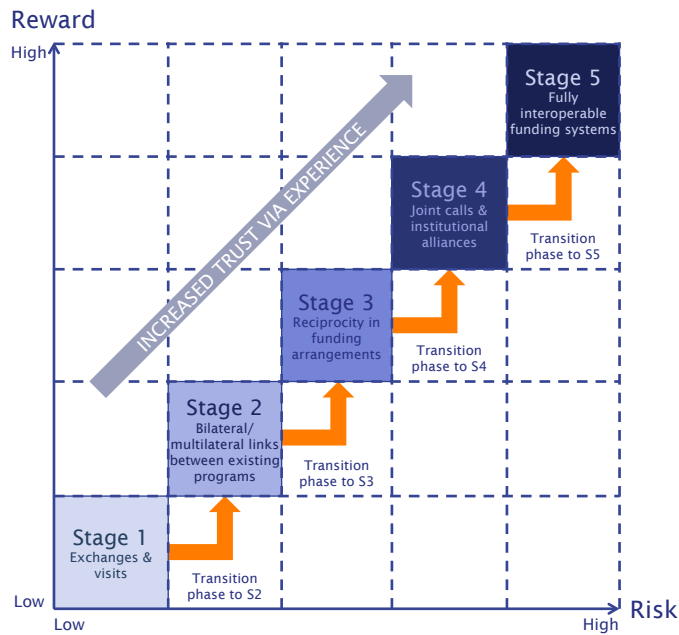 Reward
High
Stage 5
Fully
interoperable
funding systems
INCREASED TRUST VIA EXPERIENCE
Stage 4
Joint calls &
institutional
alliances
Transition
phase to S5
Stage 3
Reciprocity in
funding
arrangements
Transition
phase to S4
Stage 2
Bilateral/
multilateral links
between existing
programs
Transition
phase to S3
Stage 1
Exchanges &
visits
Transition
phase to S2
Low
Low
High
Risk